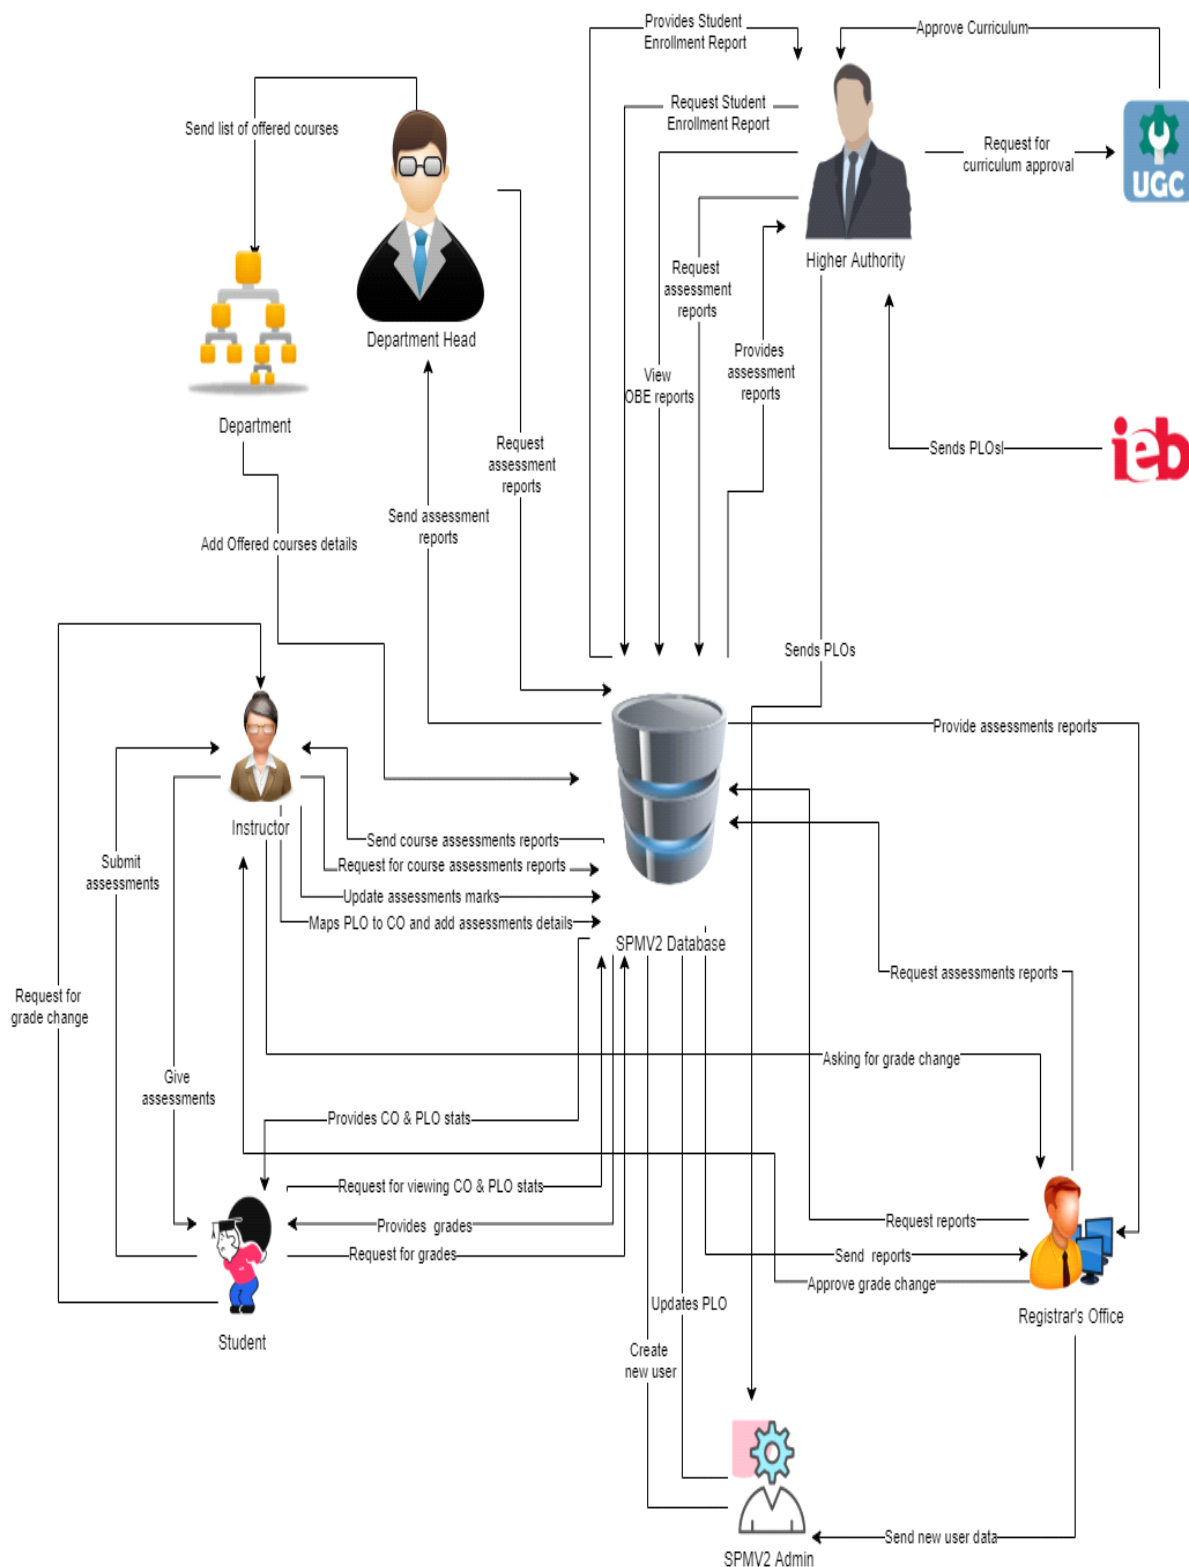 Provides Student
Enrollment Report
Approve Curriculum
Request Student
Enrollment Report
Send list of offered courses
Request for
curriculum approval
UGC
Higher Authority
Request
assessment
reports
Department Head
Provides
assessment
reports
View
OBE reports
Department
Request
assessment
reports
Sends PLOsI
ieb
Send assessment
reports
Add Offered courses details
Sends PLOs
Provide assessments reports
Instructor
Send course assessments reports
Request for course assessments reports
Submit
assessments
Update assessments marks
Maps PLO to CO and add assessments details
SPMV2 Database
Request assessments reports
Request for
grade change
Asking for grade change
Give
assessments
Provides CO & PLO stats
Request for viewing CO & PLO stats
Provides grades
Request reports
Request for grades
Send reports
Approve grade change
Updates PLO
Registrar's Office
Student
Create
new user
Send new user data
SPMV2 Admin